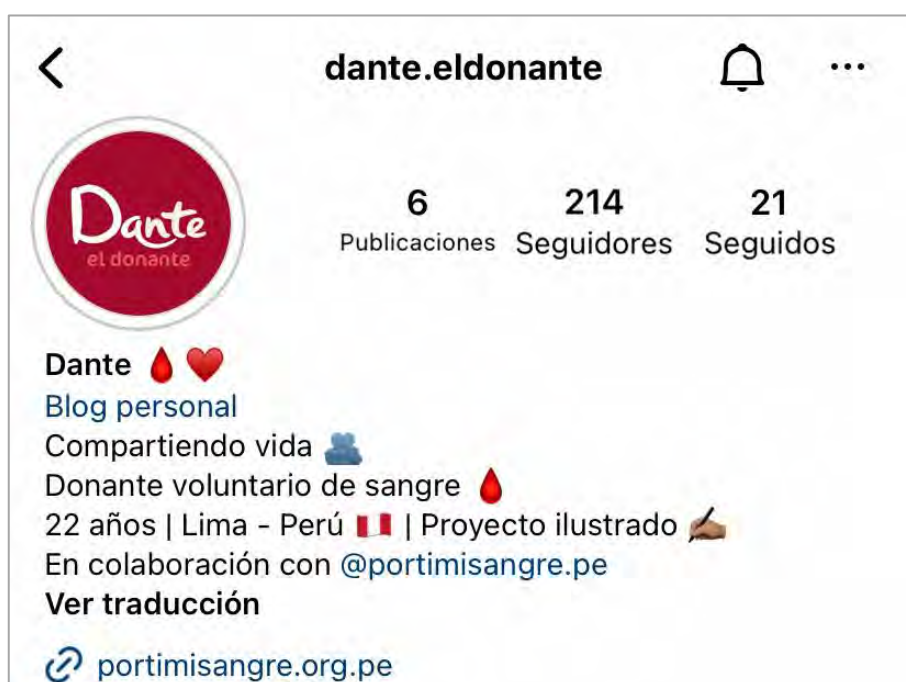 dante.eldonante
Dante
el donante
6
Publicaciones
214
Seguidores
21
Seguidos
Dante 🩸♥️
Blog personal
Compartiendo vida 🫂
Donante voluntario de sangre 🩸
22 años | Lima - Perú 🇵🇪 | Proyecto ilustrado ✍🏽
En colaboración con @portimisangre.pe
Ver traducción
portimisangre.org.pe